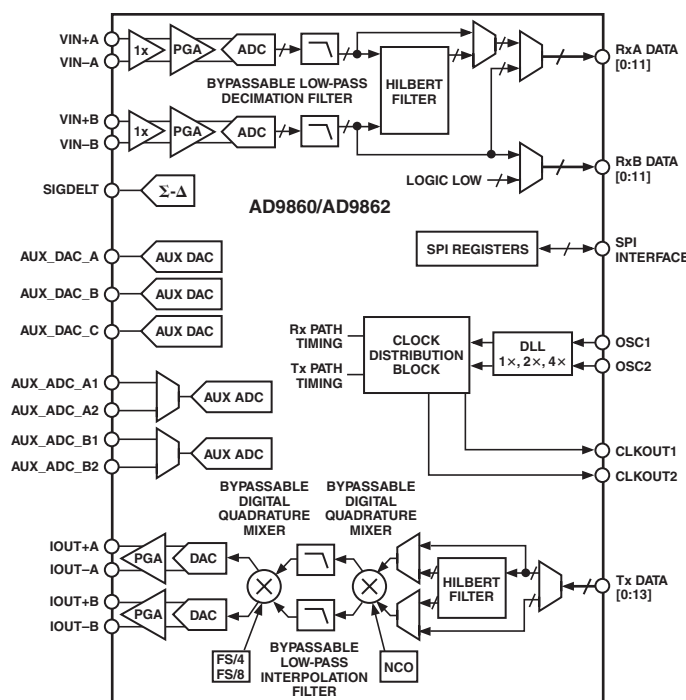 VIN+A
VIN–A
1x
PGA
ADC
BYPASSABLE LOW-PASS
DECIMATION FILTER
HILBERT
FILTER
RxA DATA
[0:11]
VIN+B
VIN–B
1x
PGA
ADC
LOGIC LOW
RxB DATA
[0:11]
SIGDELT
Σ-Δ
AD9860/AD9862
AUX_DAC_A
AUX DAC
AUX_DAC_B
AUX DAC
AUX_DAC_C
AUX DAC
SPI REGISTERS
SPI
INTERFACE
Rx PATH
TIMING
Tx PATH
TIMING
CLOCK
DISTRIBUTION
BLOCK
DLL
1×, 2×, 4×
OSC1
OSC2
AUX_ADC_A1
AUX_ADC_A2
AUX ADC
AUX_ADC_B1
AUX_ADC_B2
AUX ADC
CLKOUT1
CLKOUT2
BYPASSABLE
DIGITAL
QUADRATURE
MIXER
BYPASSABLE
DIGITAL
QUADRATURE
MIXER
IOUT+A
IOUT–A
PGA
DAC
IOUT+B
IOUT–B
PGA
DAC
HILBERT
FILTER
Tx DATA
[0:13]
FS/4
FS/8
BYPASSABLE
LOW-PASS
INTERPOLATION
FILTER
NCO